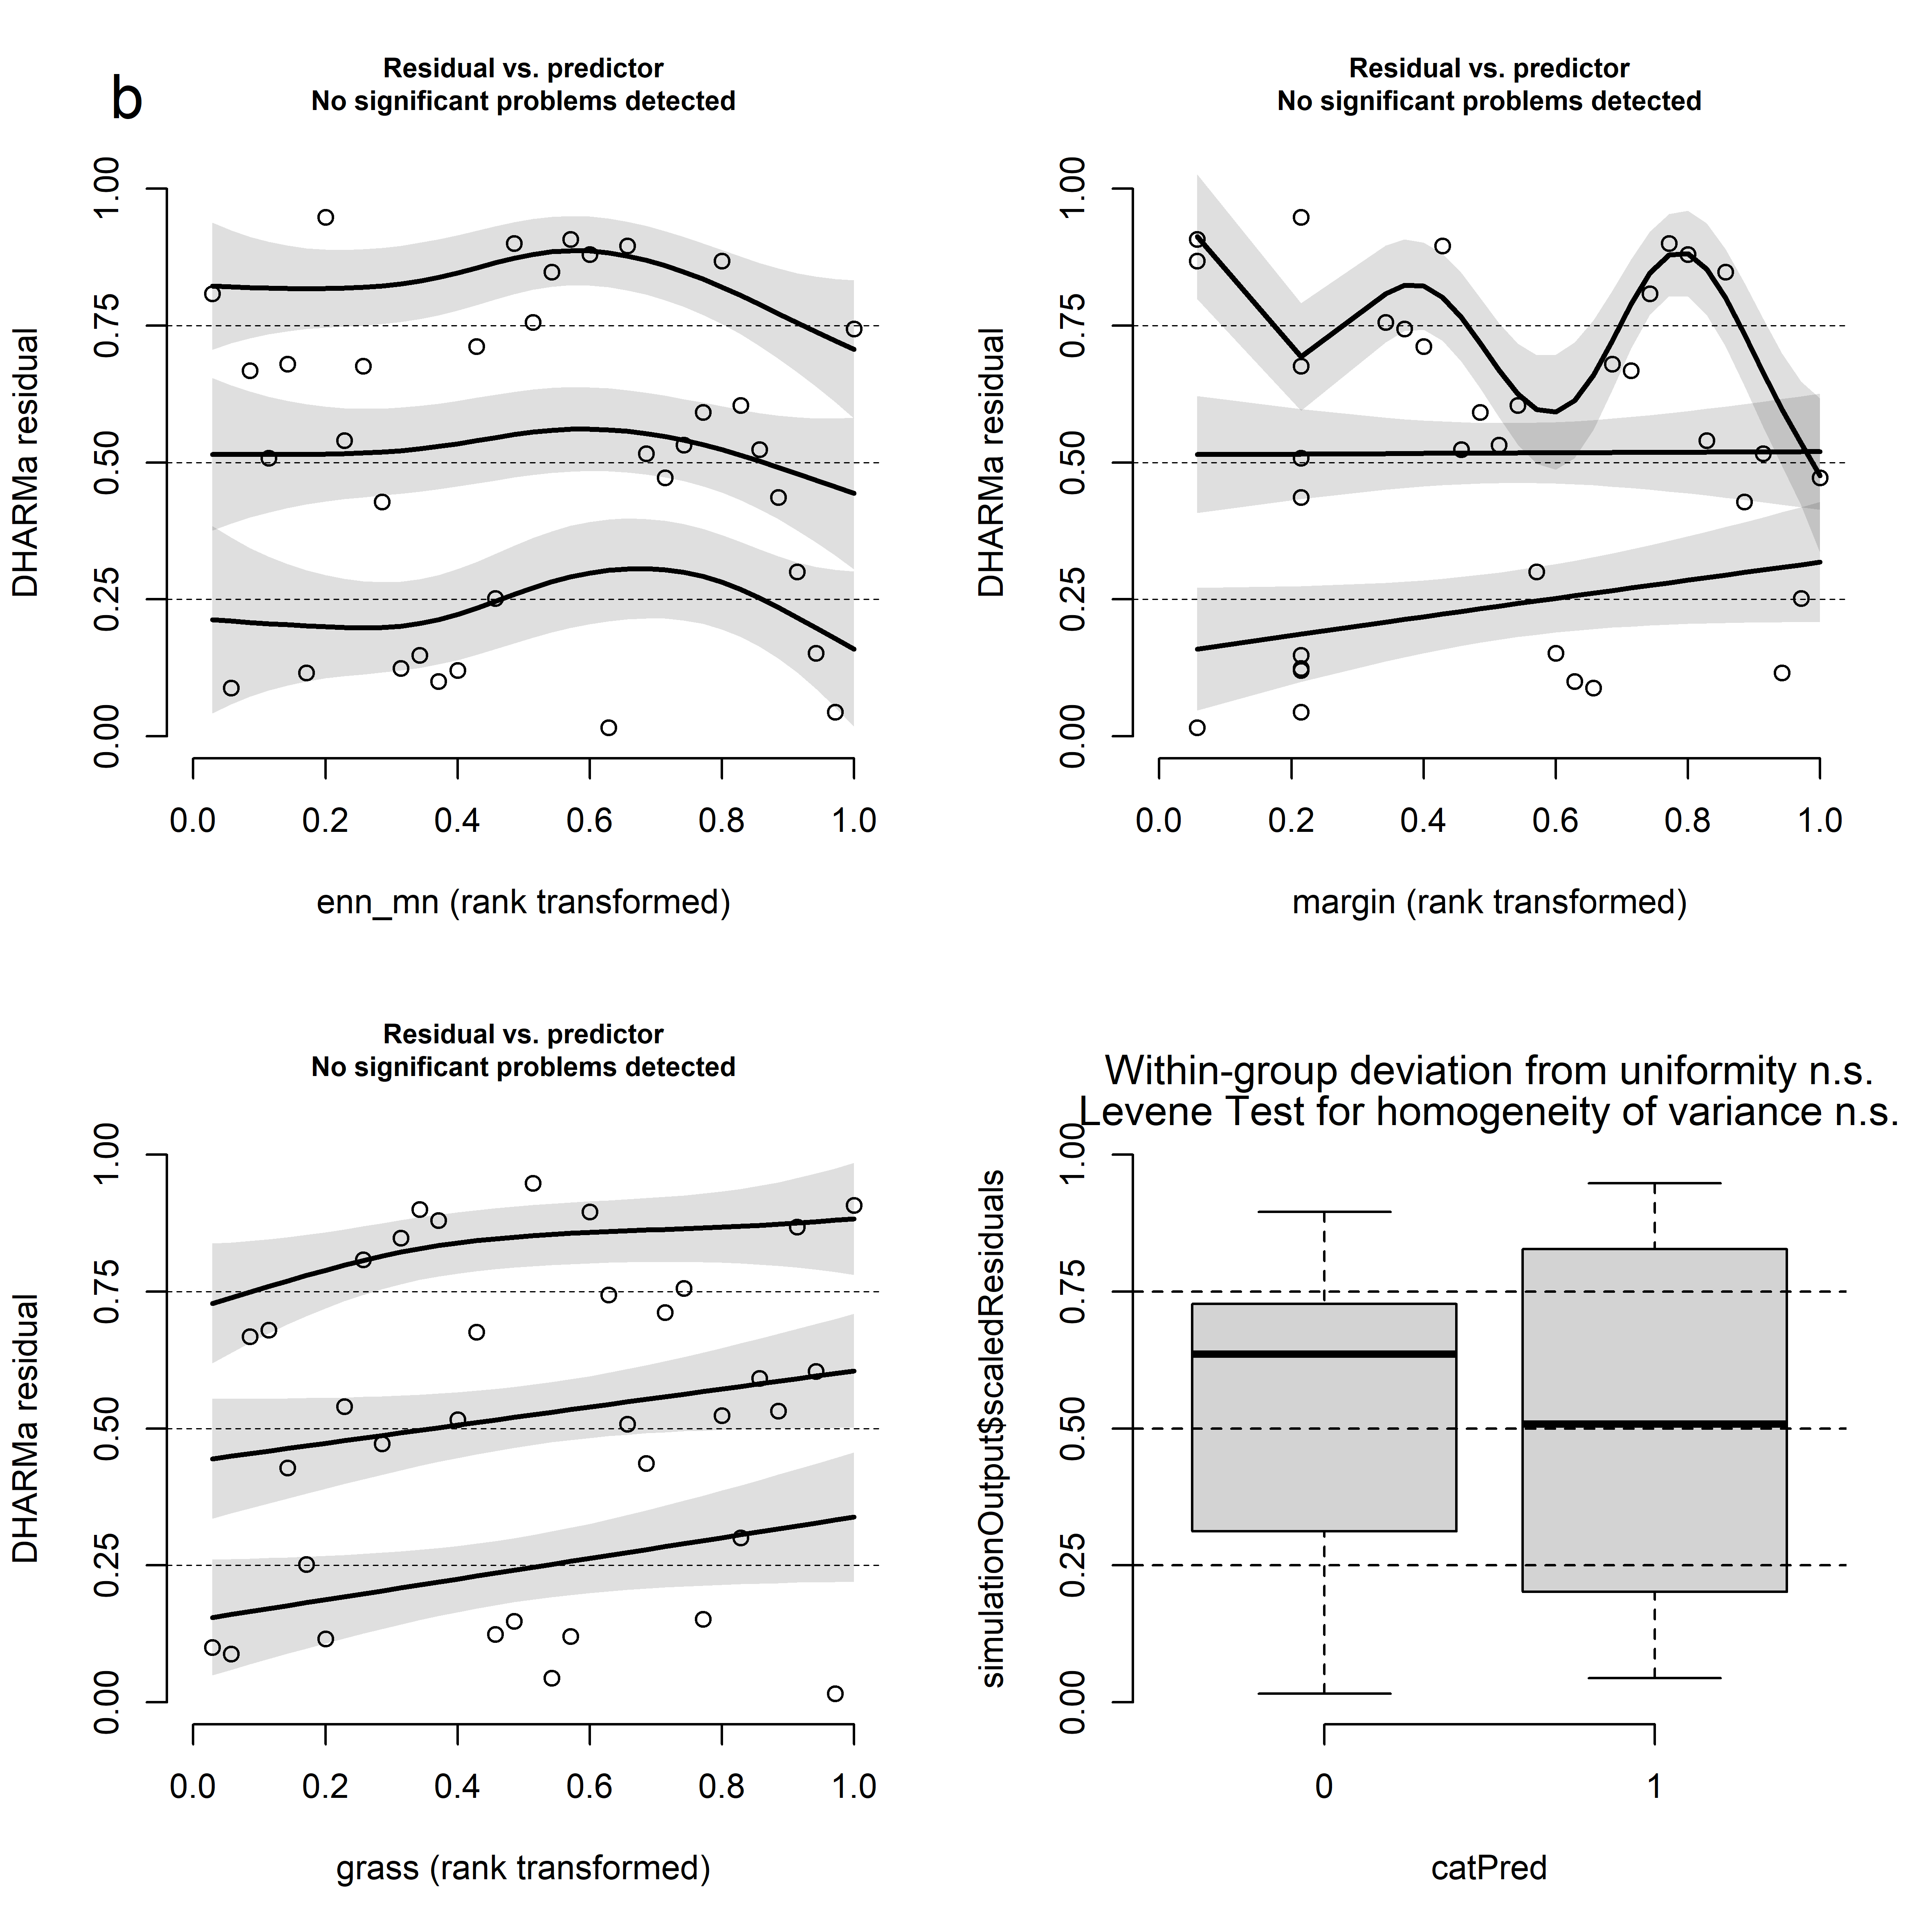 b
Residual vs. predictor
No significant problems detected
DHARMa residual
0.00 0.25 0.50 0.75 1.00
0.0 0.2 0.4 0.6 0.8 1.0
enn_mn (rank transformed)
Residual vs. predictor
No significant problems detected
DHARMa residual
0.00 0.25 0.50 0.75 1.00
0.0 0.2 0.4 0.6 0.8 1.0
margin (rank transformed)
Residual vs. predictor
No significant problems detected
DHARMa residual
0.00 0.25 0.50 0.75 1.00
0.0 0.2 0.4 0.6 0.8 1.0
grass (rank transformed)
Within-group deviation from uniformity n.s.
Levene Test for homogeneity of variance n.s.
simulationOutput$scaledResiduals
0.00 0.25 0.50 0.75 1.00
0 1
catPred